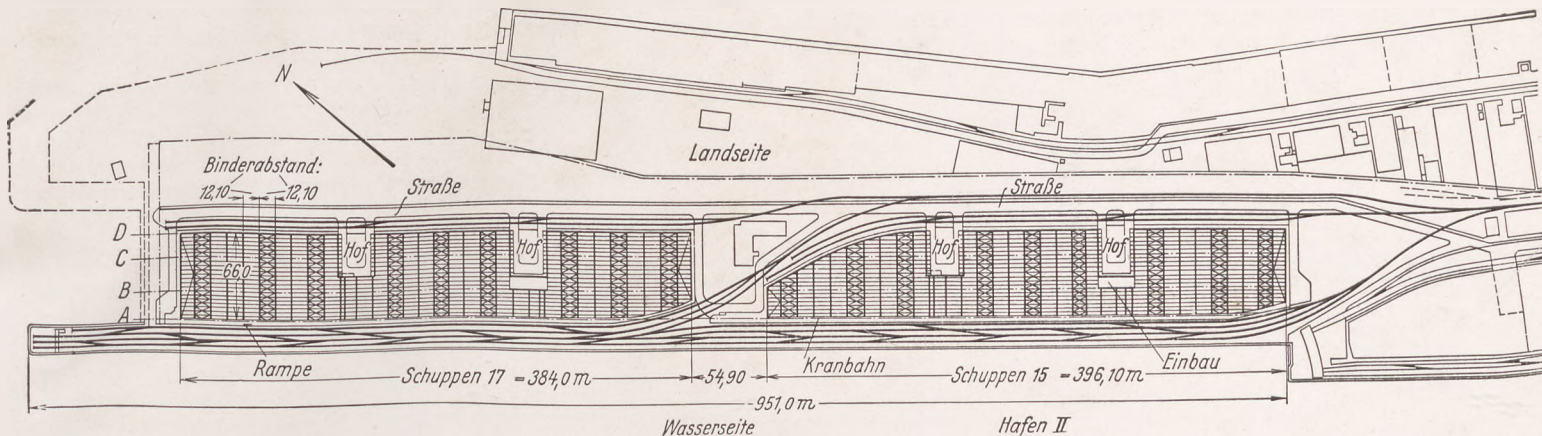 N
Landseite
Binderabstand:
12,10 12,10
Straße
Straße
D
C
B
A
66,0
Hof
Hof
Hof
Hof
Rampe
Kranbahn
Einbau
Schuppen 17 = 384,0 m
54,90
Schuppen 15 = 396,10 m
951,0 m
Wasserseite
Hafen II